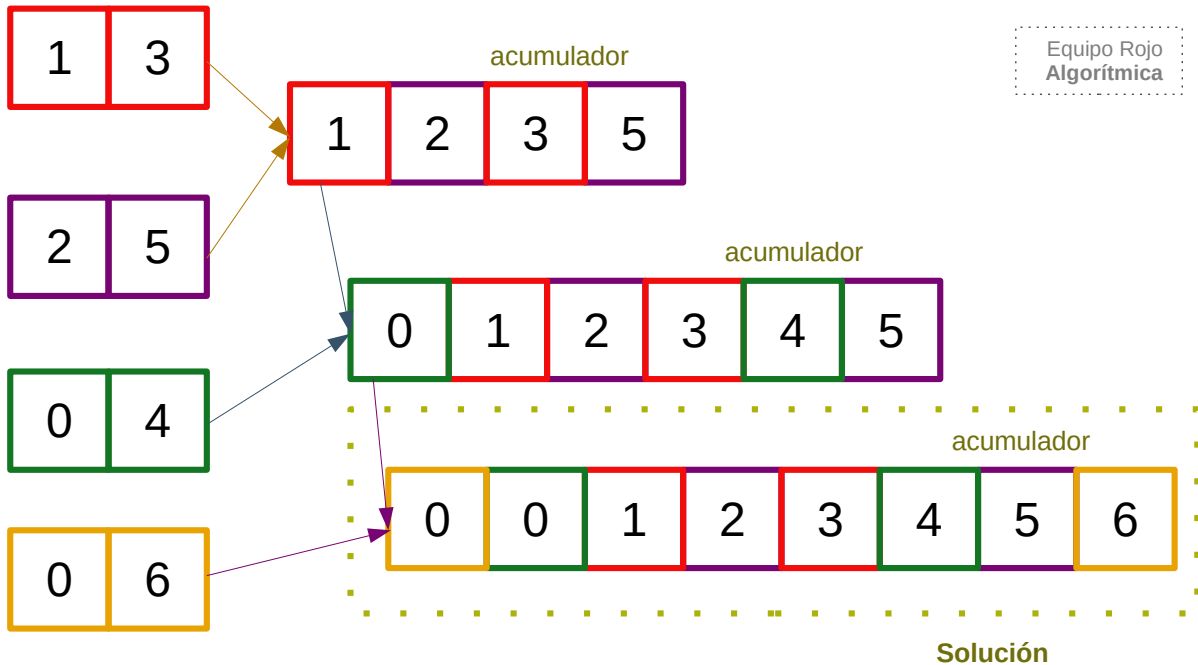 1 3
acumulador
Equipo Rojo
Algorítmica
1 2 3 5
2 5
acumulador
0 1 2 3 4 5
0 4
acumulador
0 0 1 2 3 4 5 6
0 6
Solución